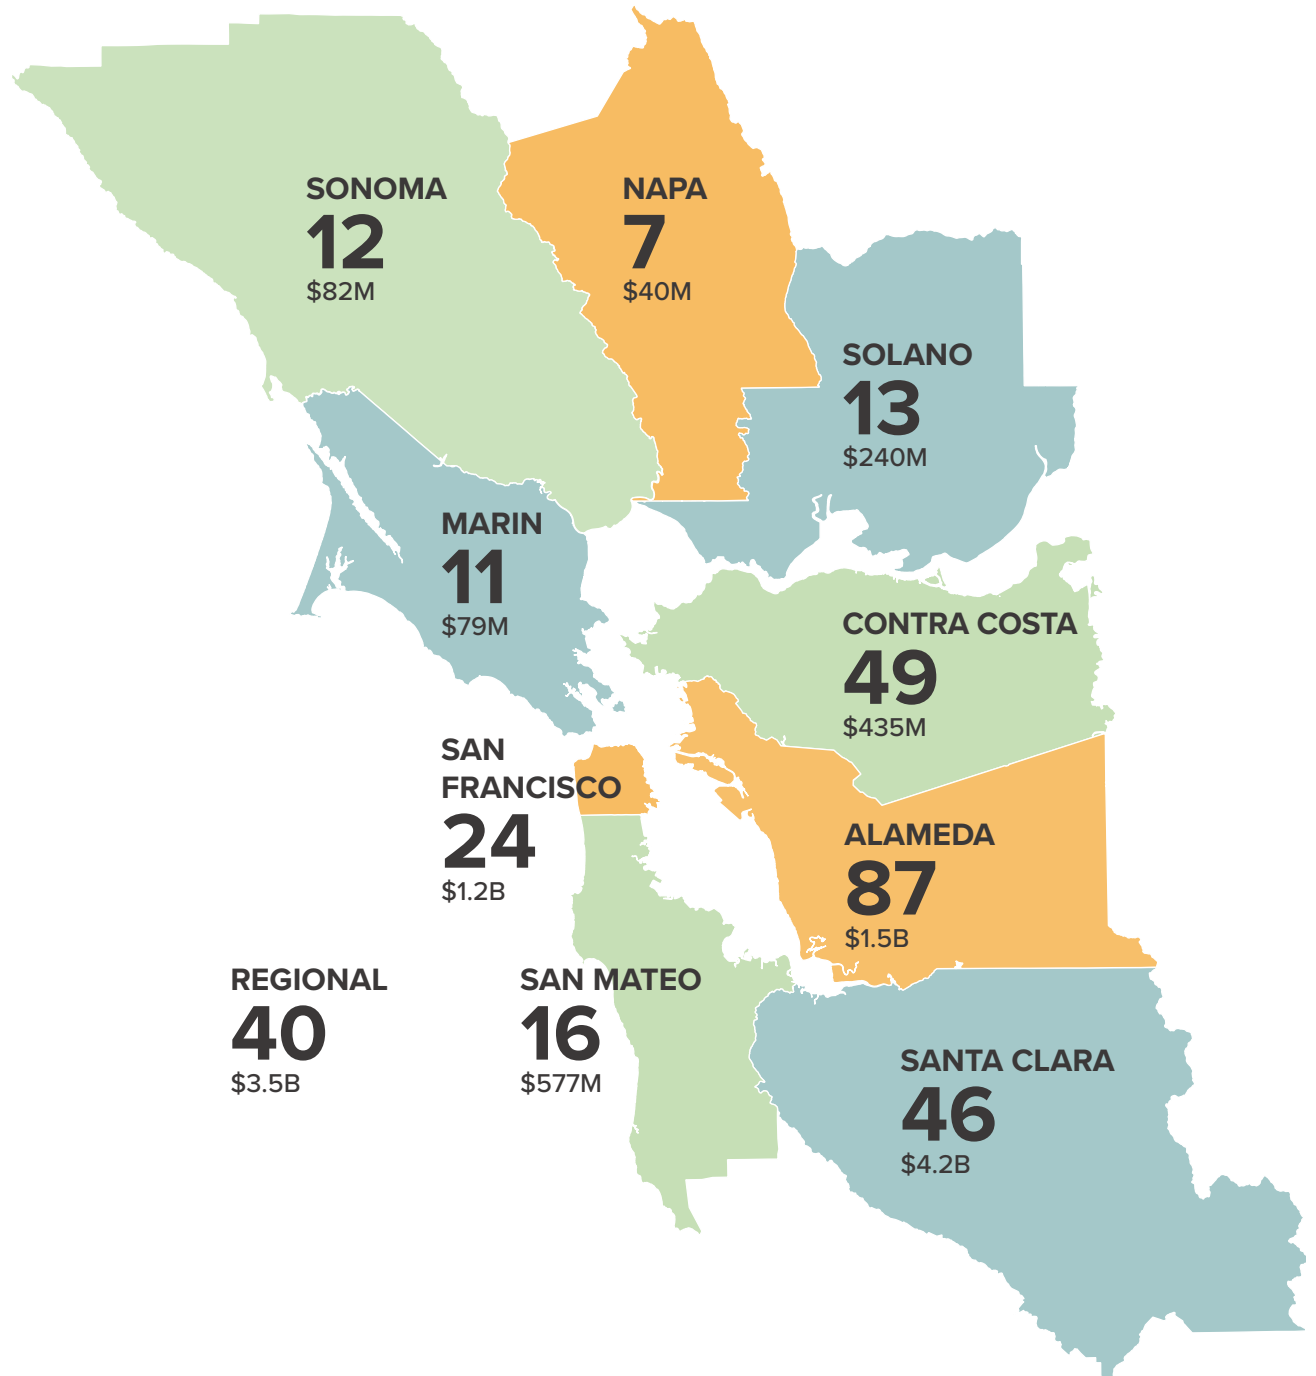 SONOMA
12
$82M
NAPA
7
$40M
SOLANO
13
$240M
MARIN
11
$79M
CONTRA COSTA
49
$435M
SAN
FRANCISCO
24
$1.2B
ALAMEDA
87
$1.5B
REGIONAL
40
$3.5B
SAN MATEO
16
$577M
SANTA CLARA
46
$4.2B